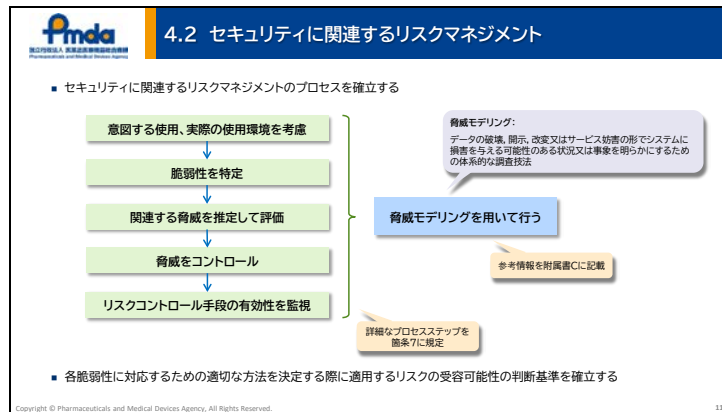 Pmda
独立行政法人 医薬品医療機器総合機構
Pharmaceuticals and Medical Devices Agency
4.2 セキュリティに関連するリスクマネジメント
▪ セキュリティに関連するリスクマネジメントのプロセスを確立する
意図する使用、実際の使用環境を考慮
脆弱性を特定
関連する脅威を推定して評価
脅威をコントロール
リスクコントロール手段の有効性を監視
脅威モデリング:
データの破壊、開示、改変又はサービス妨害の形でシステムに
損害を与える可能性のある状況又は事象を明らかにするため
の体系的な調査技法
脅威モデリングを用いて行う
参考情報を附属書Cに記載
詳細なプロセスステップを
箇条7に規定
▪ 各脆弱性に対応するための適切な方法を決定する際に適用するリスクの受容可能性の判断基準を確立する
Copyright © Pharmaceuticals and Medical Devices Agency, All Rights Reserved.
11